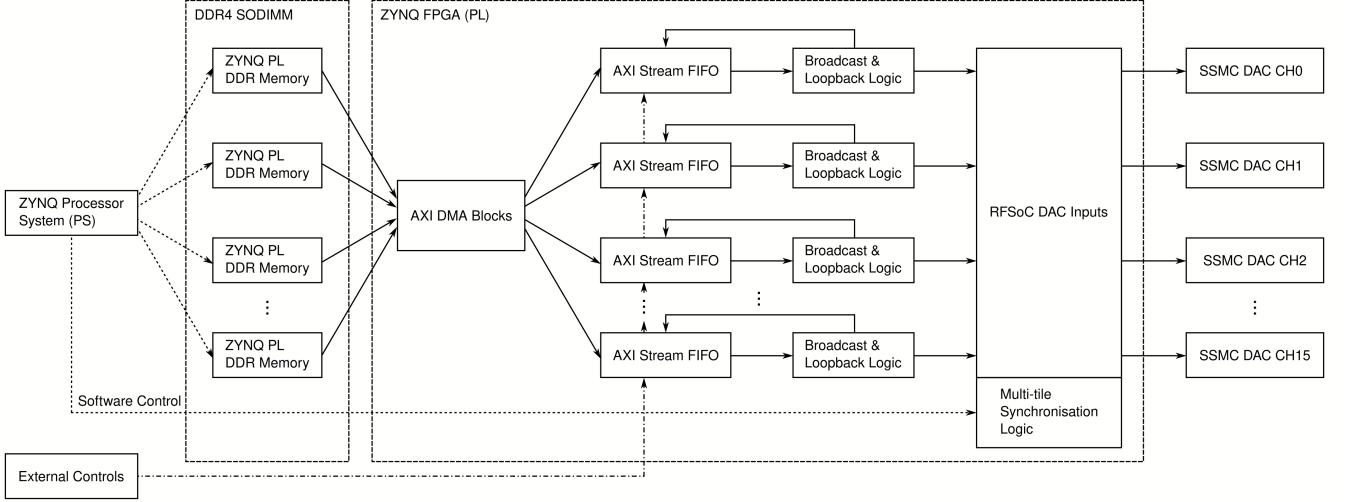 DDR4 SODIMM
ZYNQ FPGA (PL)
ZYNQ PL
DDR Memory
AXI Stream FIFO
Broadcast &
Loopback Logic
SSMC DAC CH0
ZYNQ PL
DDR Memory
AXI Stream FIFO
Broadcast &
Loopback Logic
SSMC DAC CH1
ZYNQ Processor
System (PS)
AXI DMA Blocks
RFSoC DAC Inputs
ZYNQ PL
DDR Memory
AXI Stream FIFO
Broadcast &
Loopback Logic
SSMC DAC CH2
ZYNQ PL
DDR Memory
AXI Stream FIFO
Broadcast &
Loopback Logic
SSMC DAC CH15
Software Control
Multi-tile
Synchronisation
Logic
External Controls